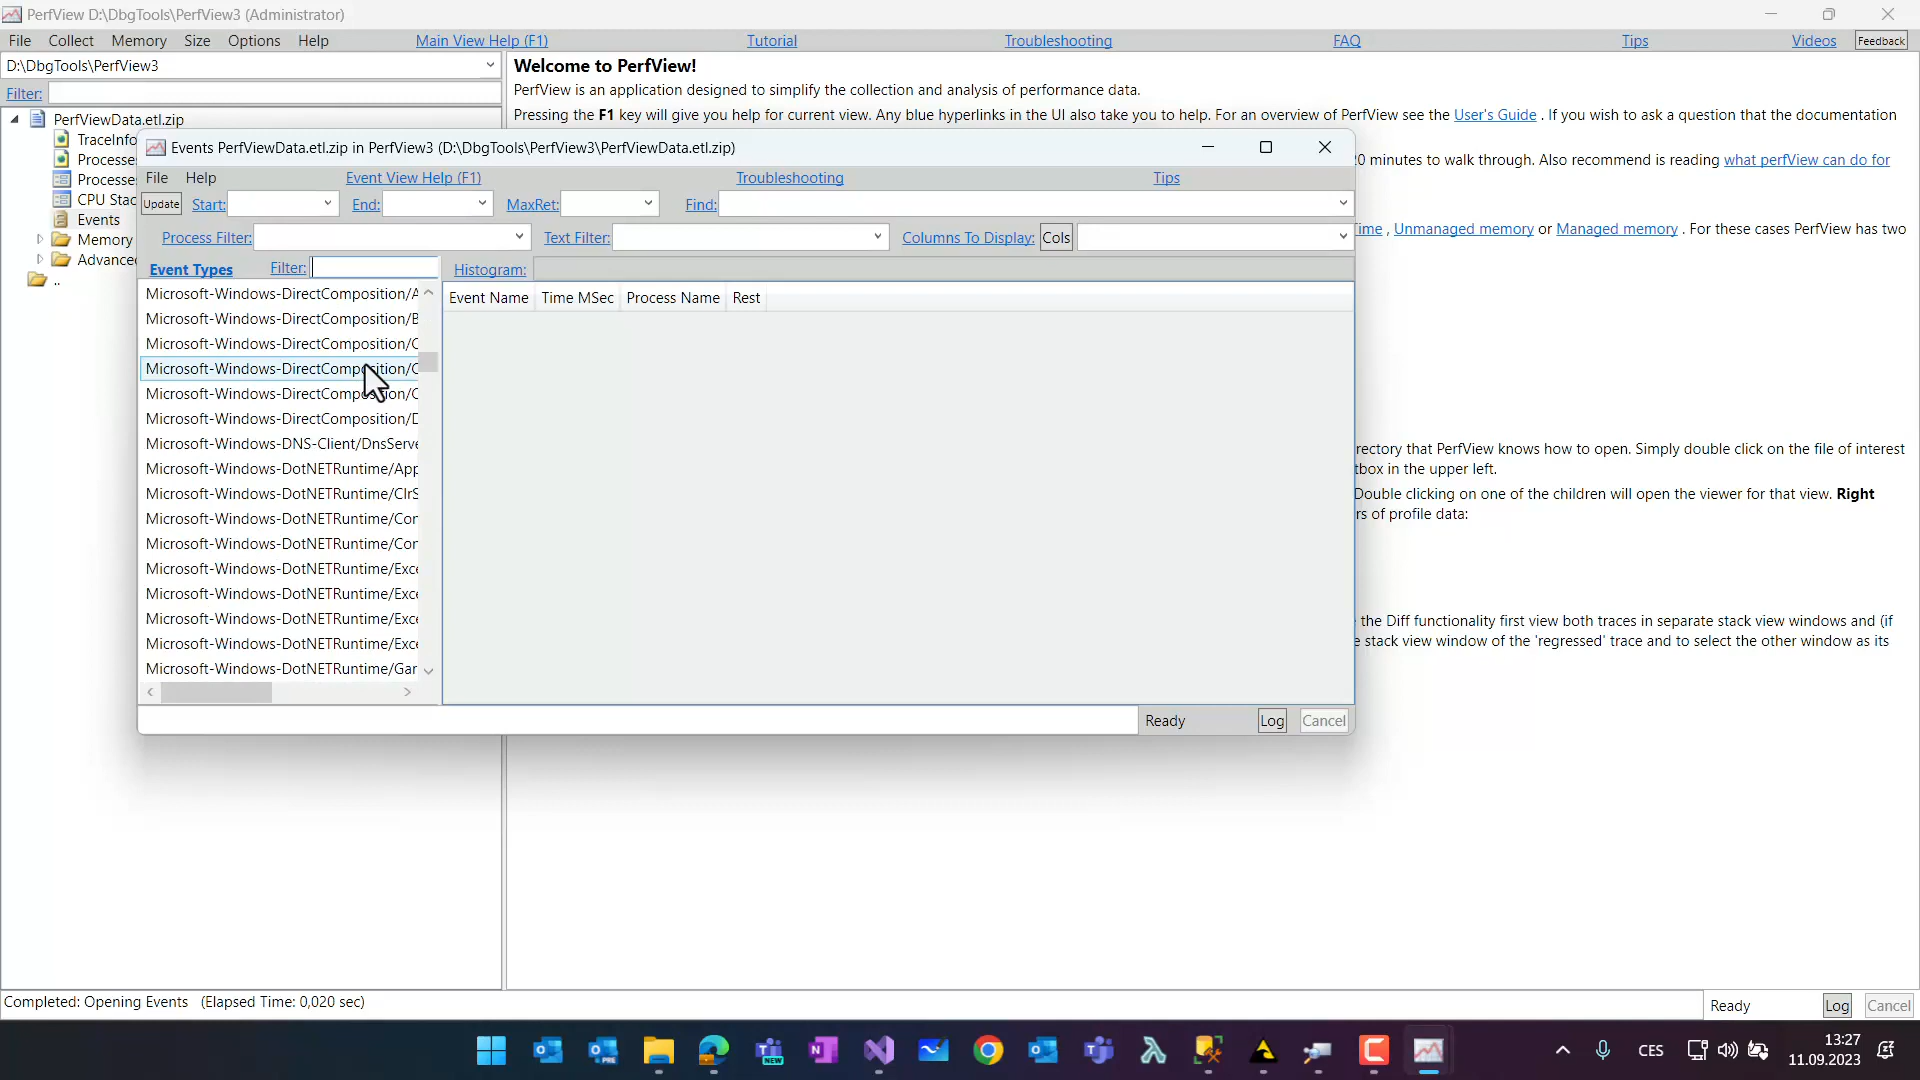 PerfView D:\DbgTools\PerfView3 (Administrator)
File Collect Memory Size Options Help Main View Help (F1) Tutorial Troubleshooting FAQ Tips Videos Feedback
D:\DbgTools\PerfView3
Filter:
PerfViewData.etl.zip
TraceInfo
Processe
Processe
CPU Stac
Events
Memory
Advance
..
Welcome to PerfView!
PerfView is an application designed to simplify the collection and analysis of performance data.
Pressing the F1 key will give you help for current view. Any blue hyperlinks in the UI also take you to help. For an overview of PerfView see the User's Guide . If you wish to ask a question that the documentation
0 minutes to walk through. Also recommend is reading what perfView can do for
ime , Unmanaged memory or Managed memory . For these cases PerfView has two
rectory that PerfView knows how to open. Simply double click on the file of interest
tbox in the upper left.
Double clicking on one of the children will open the viewer for that view. Right
rs of profile data:
the Diff functionality first view both traces in separate stack view windows and (if
e stack view window of the 'regressed' trace and to select the other window as its
Events PerfViewData.etl.zip in PerfView3 (D:\DbgTools\PerfView3\PerfViewData.etl.zip)
File Help Event View Help (F1) Troubleshooting Tips
Update Start: End: MaxRet: Find:
Process Filter: Text Filter: Columns To Display: Cols
Event Types Filter: Histogram:
Event Name Time MSec Process Name Rest
Microsoft-Windows-DirectComposition/A
Microsoft-Windows-DirectComposition/B
Microsoft-Windows-DirectComposition/C
Microsoft-Windows-DirectComposition/C
Microsoft-Windows-DirectComposition/C
Microsoft-Windows-DirectComposition/D
Microsoft-Windows-DNS-Client/DnsServe
Microsoft-Windows-DotNETRuntime/App
Microsoft-Windows-DotNETRuntime/ClrS
Microsoft-Windows-DotNETRuntime/Con
Microsoft-Windows-DotNETRuntime/Con
Microsoft-Windows-DotNETRuntime/Exce
Microsoft-Windows-DotNETRuntime/Exce
Microsoft-Windows-DotNETRuntime/Exce
Microsoft-Windows-DotNETRuntime/Exce
Microsoft-Windows-DotNETRuntime/Gar
Ready Log Cancel
Completed: Opening Events (Elapsed Time: 0,020 sec)
Ready Log Cancel
CES
13:27
11.09.2023